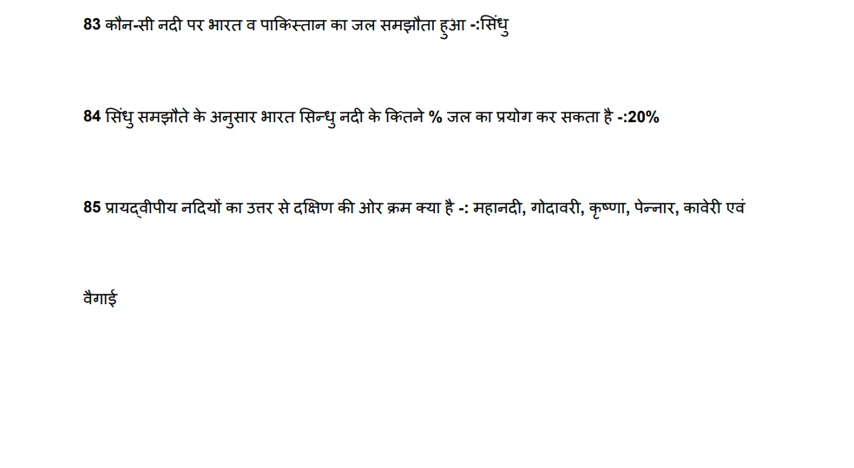 83 कौन-सी नदी पर भारत व पाकिस्तान का जल समझौता हुआ -:सिंधु
84 सिंधु समझौते के अनुसार भारत सिन्धु नदी के कितने % जल का प्रयोग कर सकता है -:20%
85 प्रायद्वीपीय नदियों का उत्तर से दक्षिण की ओर क्रम क्या है -: महानदी, गोदावरी, कृष्णा, पेन्नार, कावेरी एवं
वैगाई